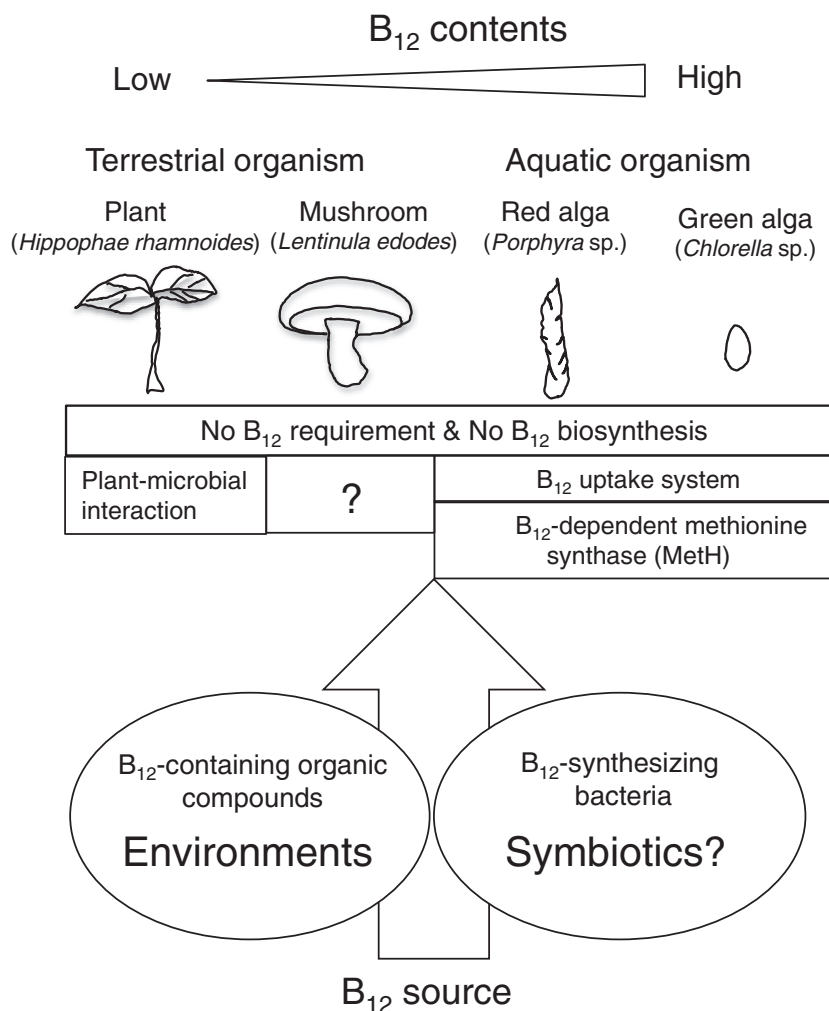 B₁₂ contents
Low High
Terrestrial organism Aquatic organism
Plant
(Hippophae rhamnoides)
Mushroom
(Lentinula edodes)
Red alga
(Porphyra sp.)
Green alga
(Chlorella sp.)
No B₁₂ requirement & No B₁₂ biosynthesis
Plant-microbial
interaction
?
B₁₂ uptake system
B₁₂-dependent methionine
synthase (MetH)
B₁₂-containing organic
compounds
Environments
B₁₂-synthesizing
bacteria
Symbiotics?
B₁₂ source